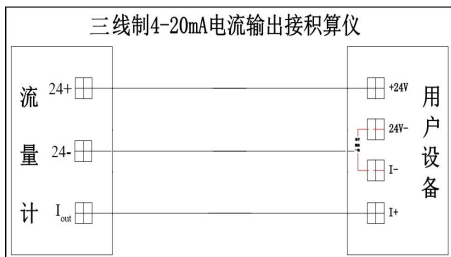 三线制4-20mA电流输出接积算仪
流量计
24+
24-
Iout
+24V
24V-
I-
I+
用户设备